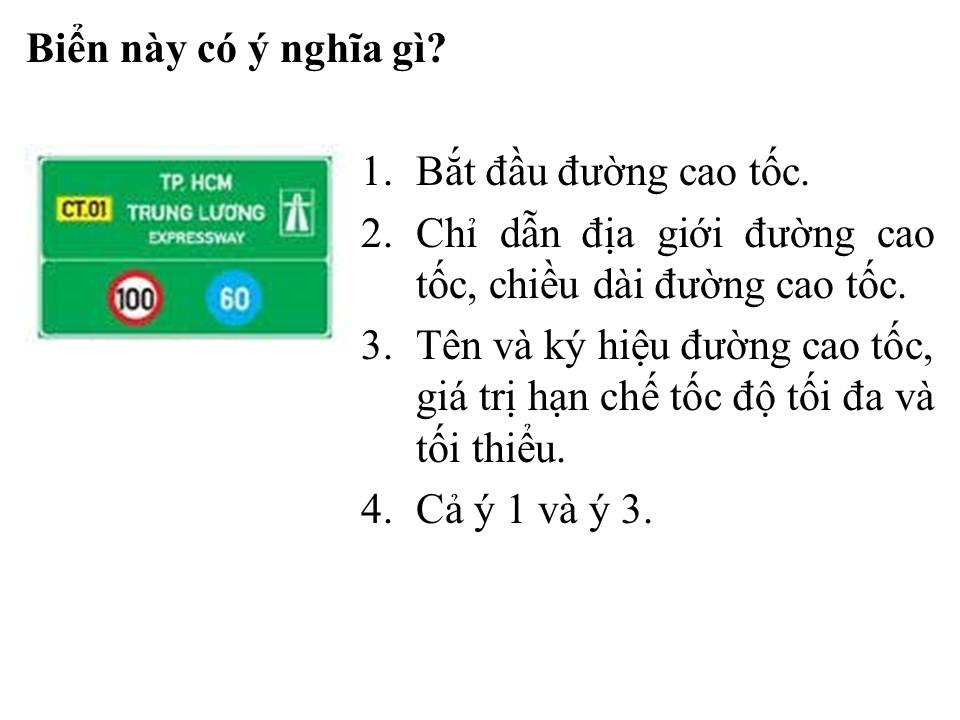 Biển này có ý nghĩa gì?
TP. HCM
CT.01 TRUNG LƯƠNG
EXPRESSWAY
100 60
1. Bắt đầu đường cao tốc.
2. Chỉ dẫn địa giới đường cao
tốc, chiều dài đường cao tốc.
3. Tên và ký hiệu đường cao tốc,
giá trị hạn chế tốc độ tối đa và
tối thiểu.
4. Cả ý 1 và ý 3.